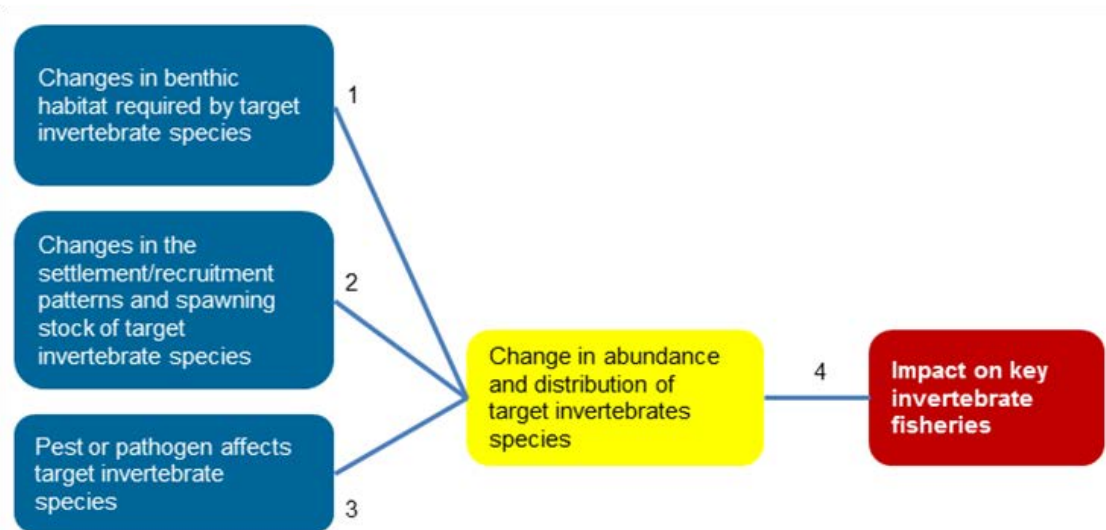 Changes in benthic
habitat required by target
invertebrate species
1
Changes in the
settlement/recruitment
patterns and spawning
stock of target
invertebrate species
2
Pest or pathogen affects
target invertebrate
species
3
Change in abundance
and distribution of
target invertebrates
species
4
Impact on key
invertebrate
fisheries